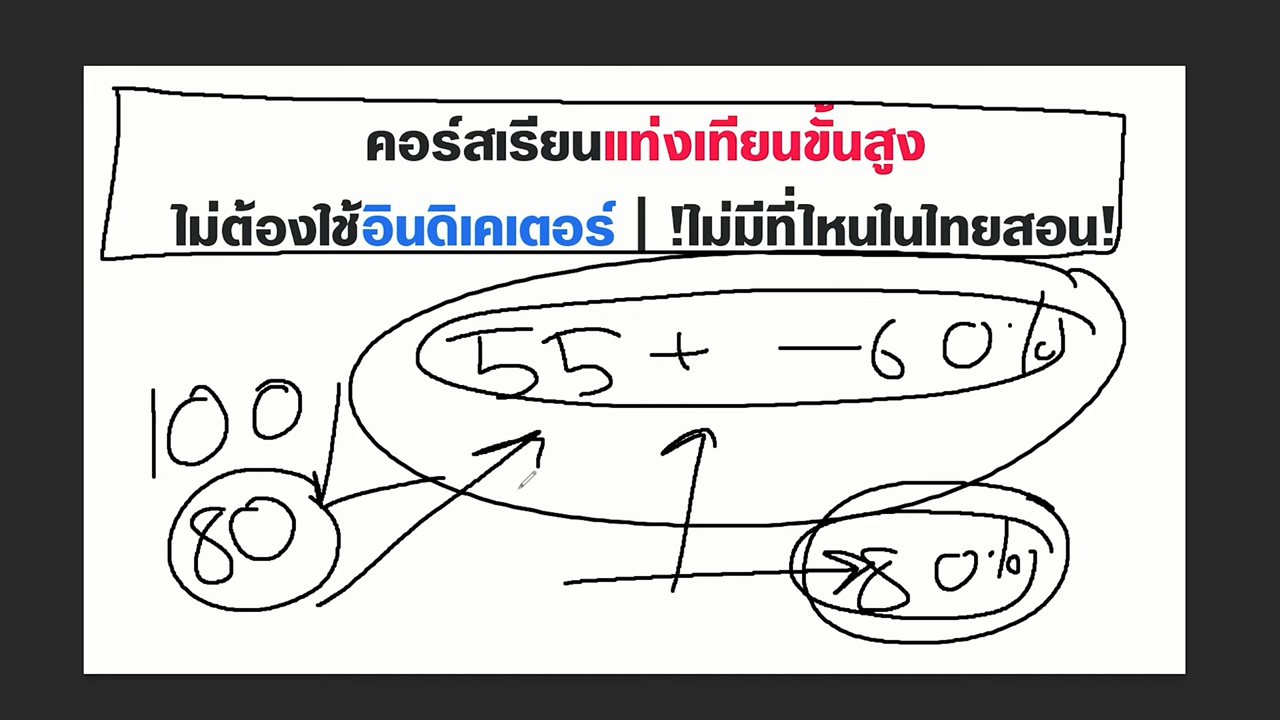 คอร์สเรียนแท่งเทียนขั้นสูง
ไม่ต้องใช้อินดิเคเตอร์ | !ไม่มีที่ไหนในไทยสอน!
55 + — 60%
100
80
80%